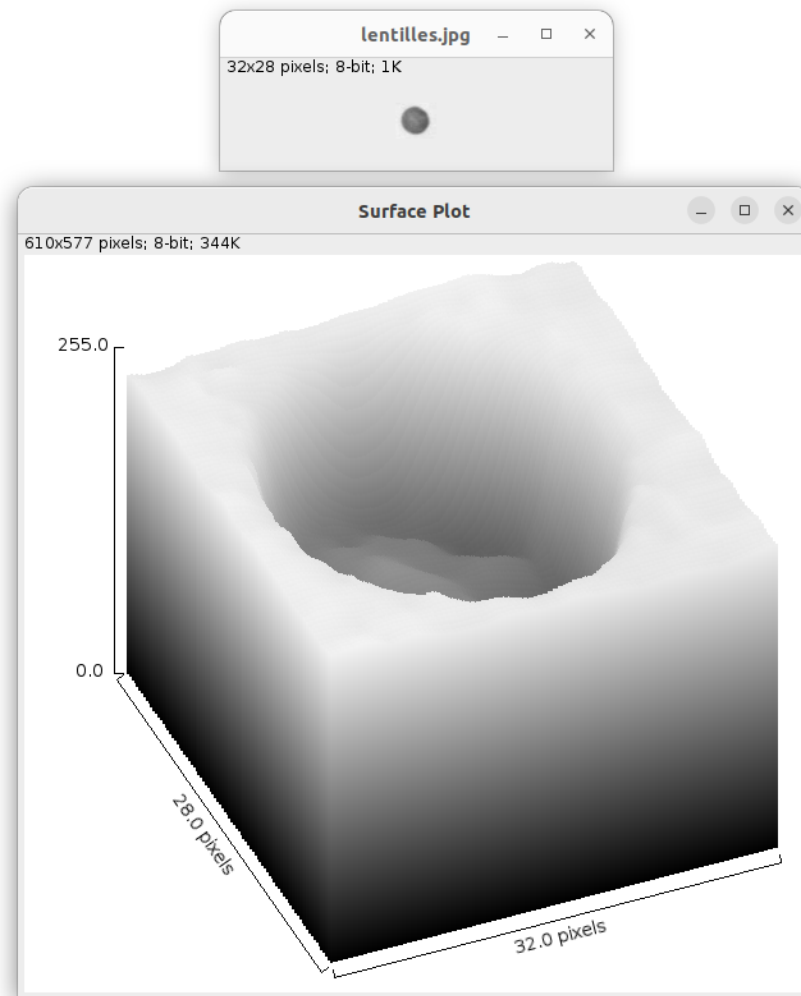 lentilles.jpg
32x28 pixels; 8-bit; 1K
Surface Plot
610x577 pixels; 8-bit; 344K
255.0
0.0
28.0 pixels
32.0 pixels